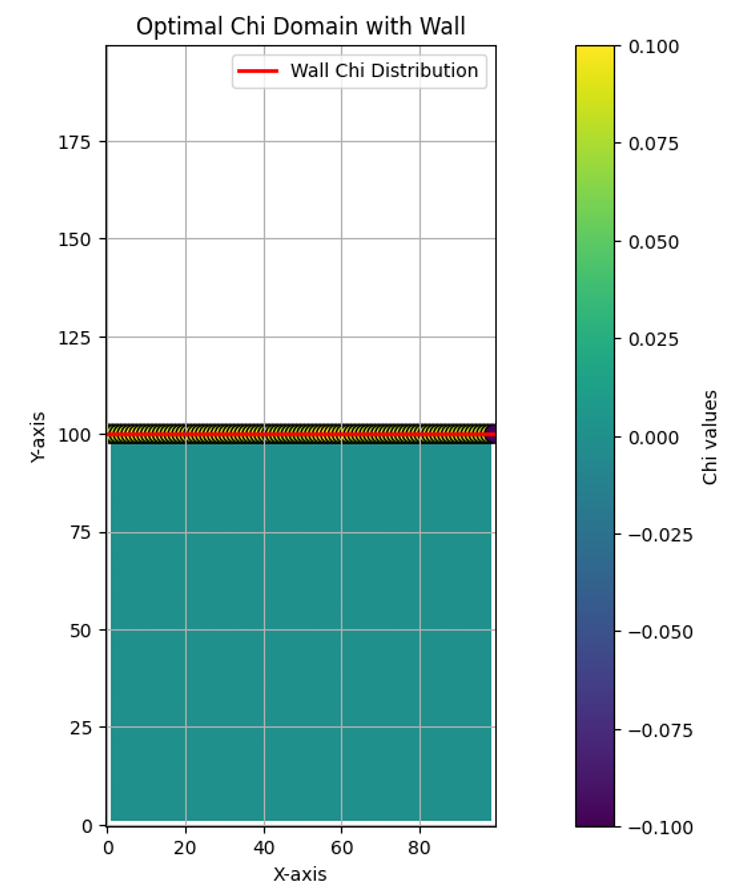 Optimal Chi Domain with Wall
Wall Chi Distribution
175
150
125
100
75
50
25
0
Y-axis
0 20 40 60 80
X-axis
0.100
0.075
0.050
0.025
0.000
−0.025
−0.050
−0.075
−0.100
Chi values